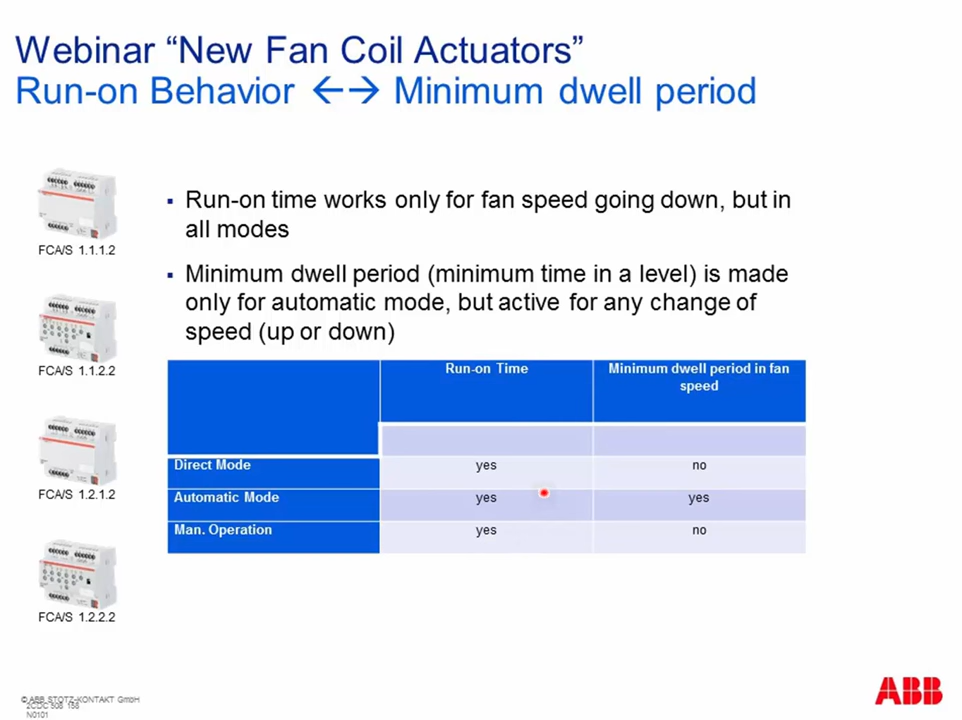 Webinar “New Fan Coil Actuators”
Run-on Behavior ←→ Minimum dwell period
FCA/S 1.1.1.2
FCA/S 1.1.2.2
FCA/S 1.2.1.2
FCA/S 1.2.2.2
▪ Run-on time works only for fan speed going down, but in
all modes
▪ Minimum dwell period (minimum time in a level) is made
only for automatic mode, but active for any change of
speed (up or down)
Run-on Time Minimum dwell period in fan
speed
Direct Mode yes no
Automatic Mode yes yes
Man. Operation yes no
© ABB STOTZ-KONTAKT GmbH
N0101
ABB